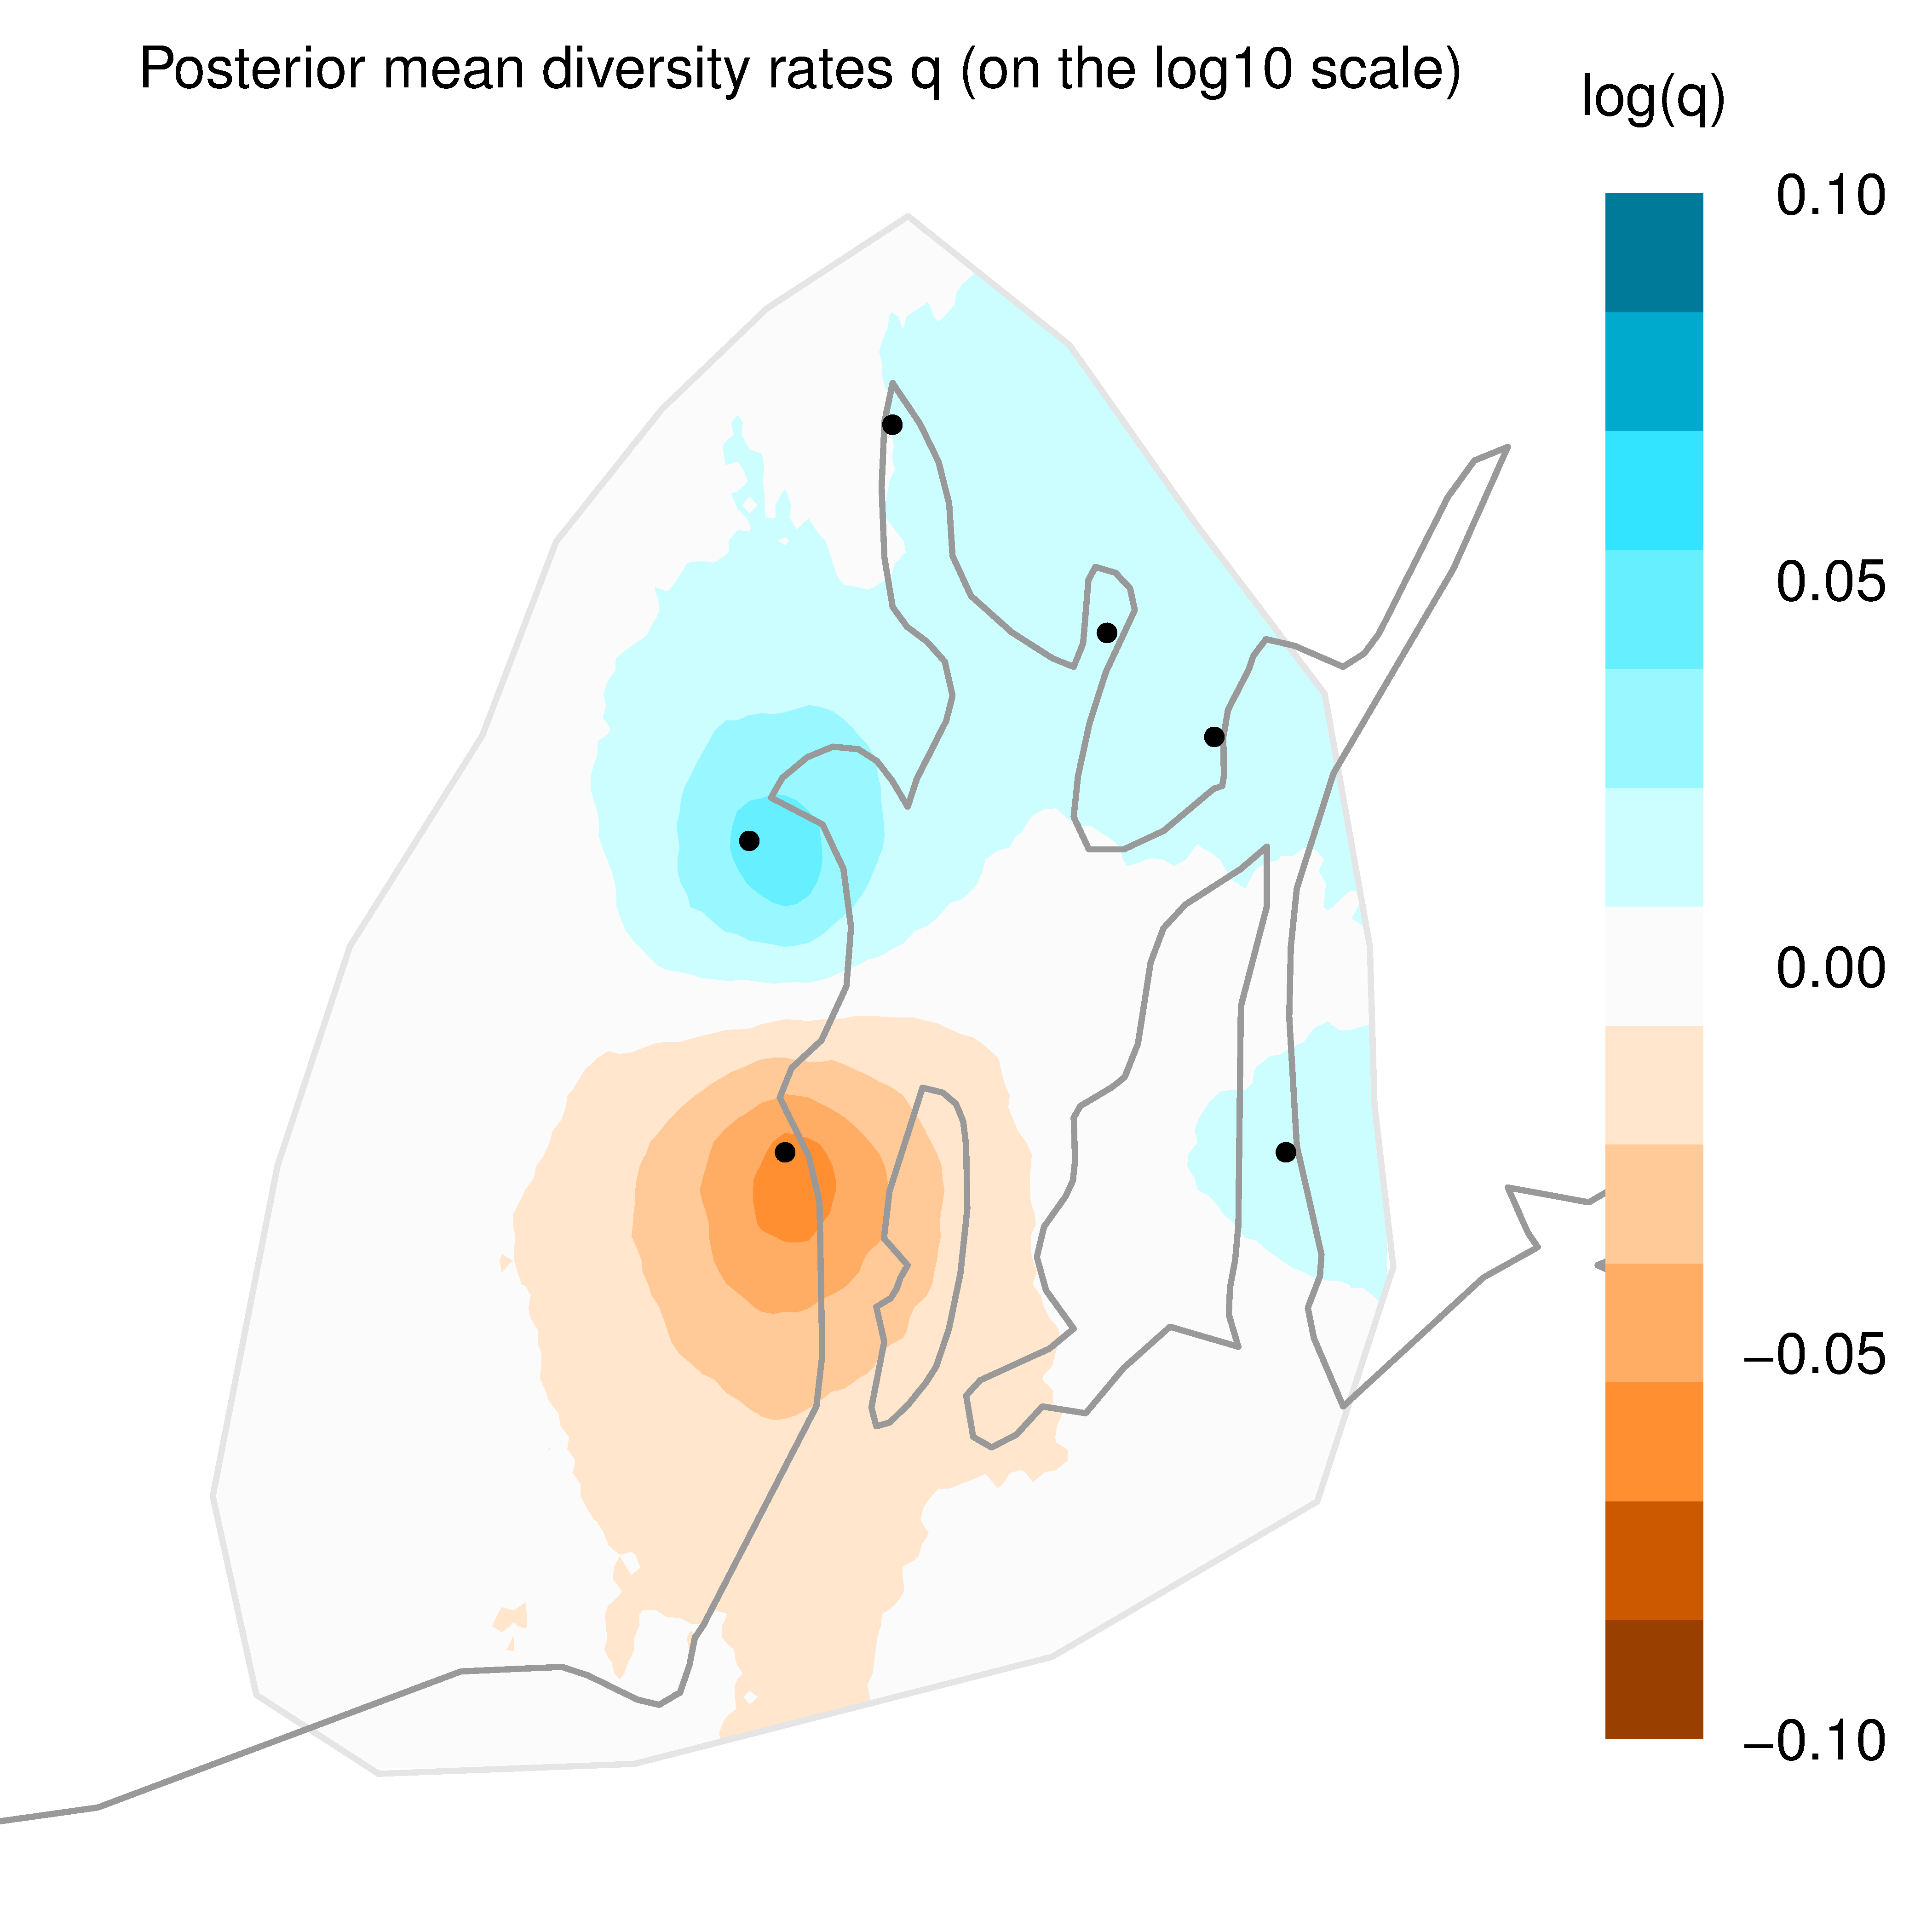 Posterior mean diversity rates q (on the log10 scale)
log(q)
0.10
0.05
0.00
−0.05
−0.10